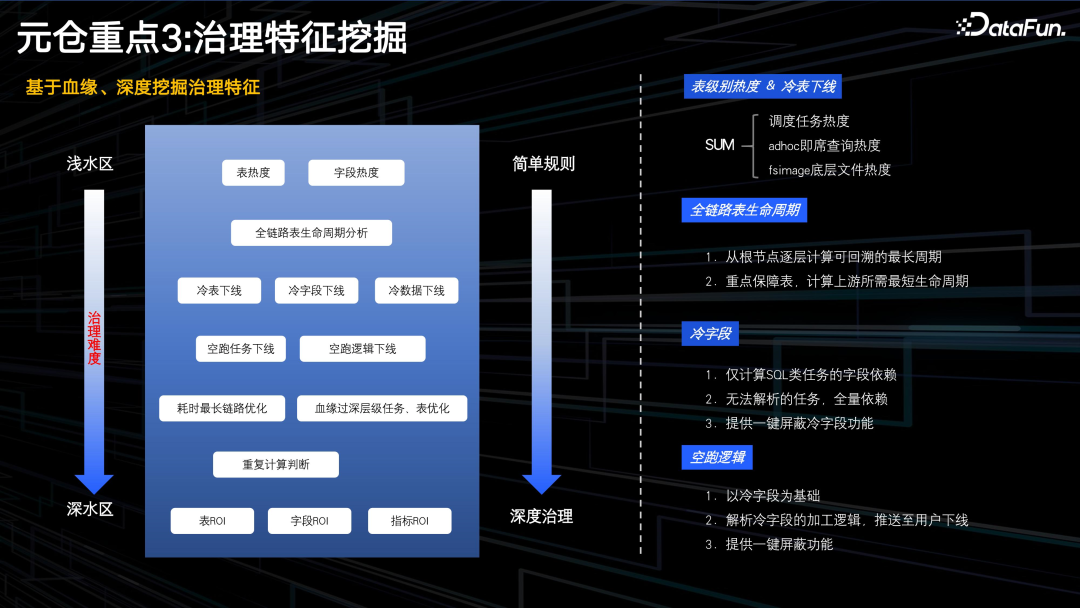 元仓重点3:治理特征挖掘
DataFun.
基于血缘、深度挖掘治理特征
浅水区
治理难度
深水区
表热度
字段热度
全链路表生命周期分析
冷表下线
冷字段下线
冷数据下线
空跑任务下线
空跑逻辑下线
耗时最长链路优化
血缘过深层级任务、表优化
重复计算判断
表ROI
字段ROI
指标ROI
简单规则
深度治理
表级别热度 & 冷表下线
SUM
调度任务热度
adhoc即席查询热度
fsimage底层文件热度
全链路表生命周期
1. 从根节点逐层计算可回溯的最长周期
2. 重点保障表，计算上游所需最短生命周期
冷字段
1. 仅计算SQL类任务的字段依赖
2. 无法解析的任务，全量依赖
3. 提供一键屏蔽冷字段功能
空跑逻辑
1. 以冷字段为基础
2. 解析冷字段的加工逻辑，推送至用户下线
3. 提供一键屏蔽功能